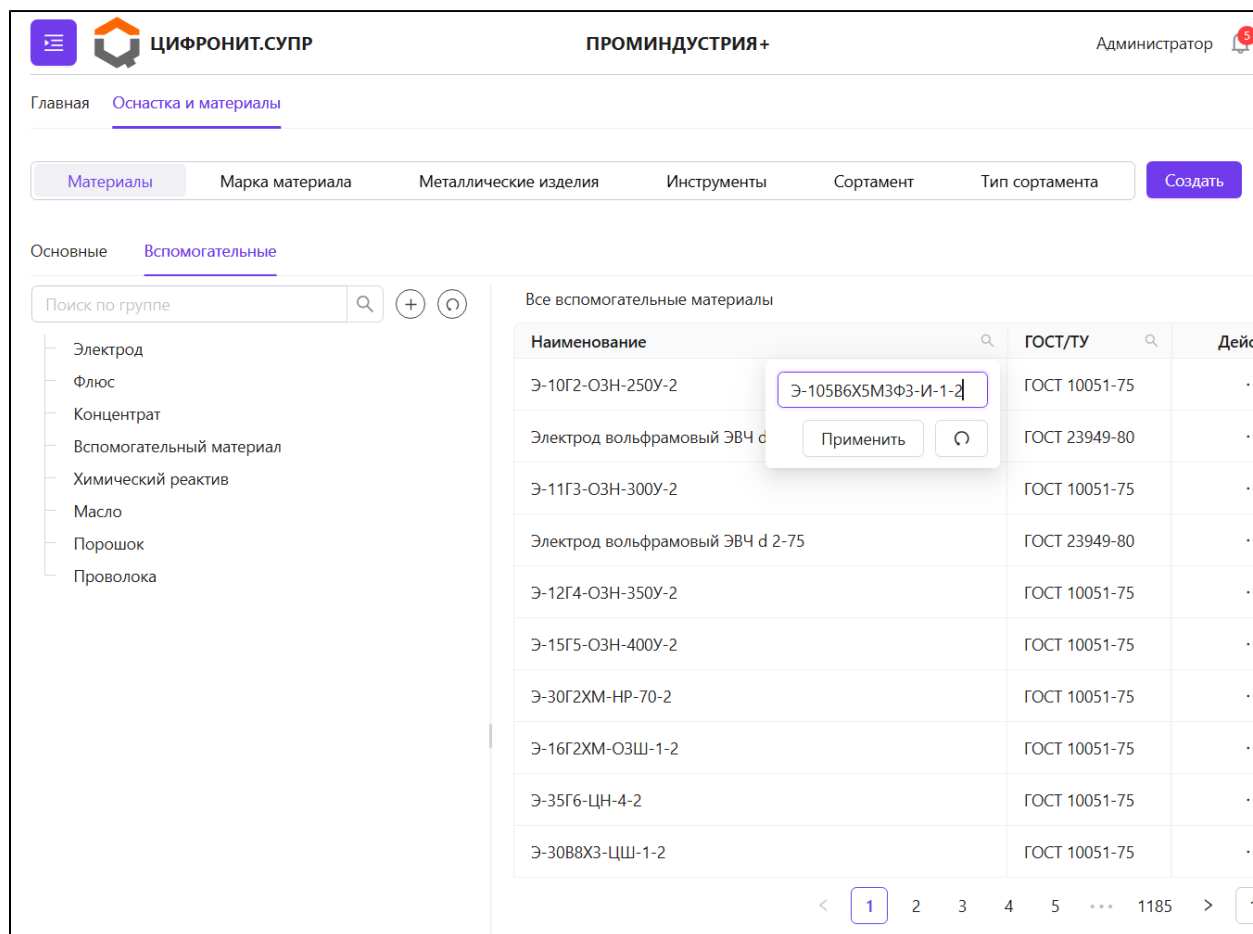 ЦИФРОНИТ.СУПР ПРОМИНДУСТРИЯ+ Администратор 5
Главная Оснастка и материалы
Материалы Марка материала Металлические изделия Инструменты Сортамент Тип сортамента Создать
Основные Вспомогательные
Поиск по группе
Электрод
Флюс
Концентрат
Вспомогательный материал
Химический реактив
Масло
Порошок
Проволока
Все вспомогательные материалы
Наименование ГОСТ/ТУ
Э-10Г2-ОЗН-250У-2 ГОСТ 10051-75
Э-105В6Х5М3Ф3-И-1-2
Электрод вольфрамовый ЭВЧ d ГОСТ 23949-80
Применить
Э-11Г3-ОЗН-300У-2 ГОСТ 10051-75
Электрод вольфрамовый ЭВЧ d 2-75 ГОСТ 23949-80
Э-12Г4-ОЗН-350У-2 ГОСТ 10051-75
Э-15Г5-ОЗН-400У-2 ГОСТ 10051-75
Э-30Г2ХМ-НР-70-2 ГОСТ 10051-75
Э-16Г2ХМ-ОЗШ-1-2 ГОСТ 10051-75
Э-35Г6-ЦН-4-2 ГОСТ 10051-75
Э-30В8Х3-ЦШ-1-2 ГОСТ 10051-75
< 1 2 3 4 5 ••• 1185 >